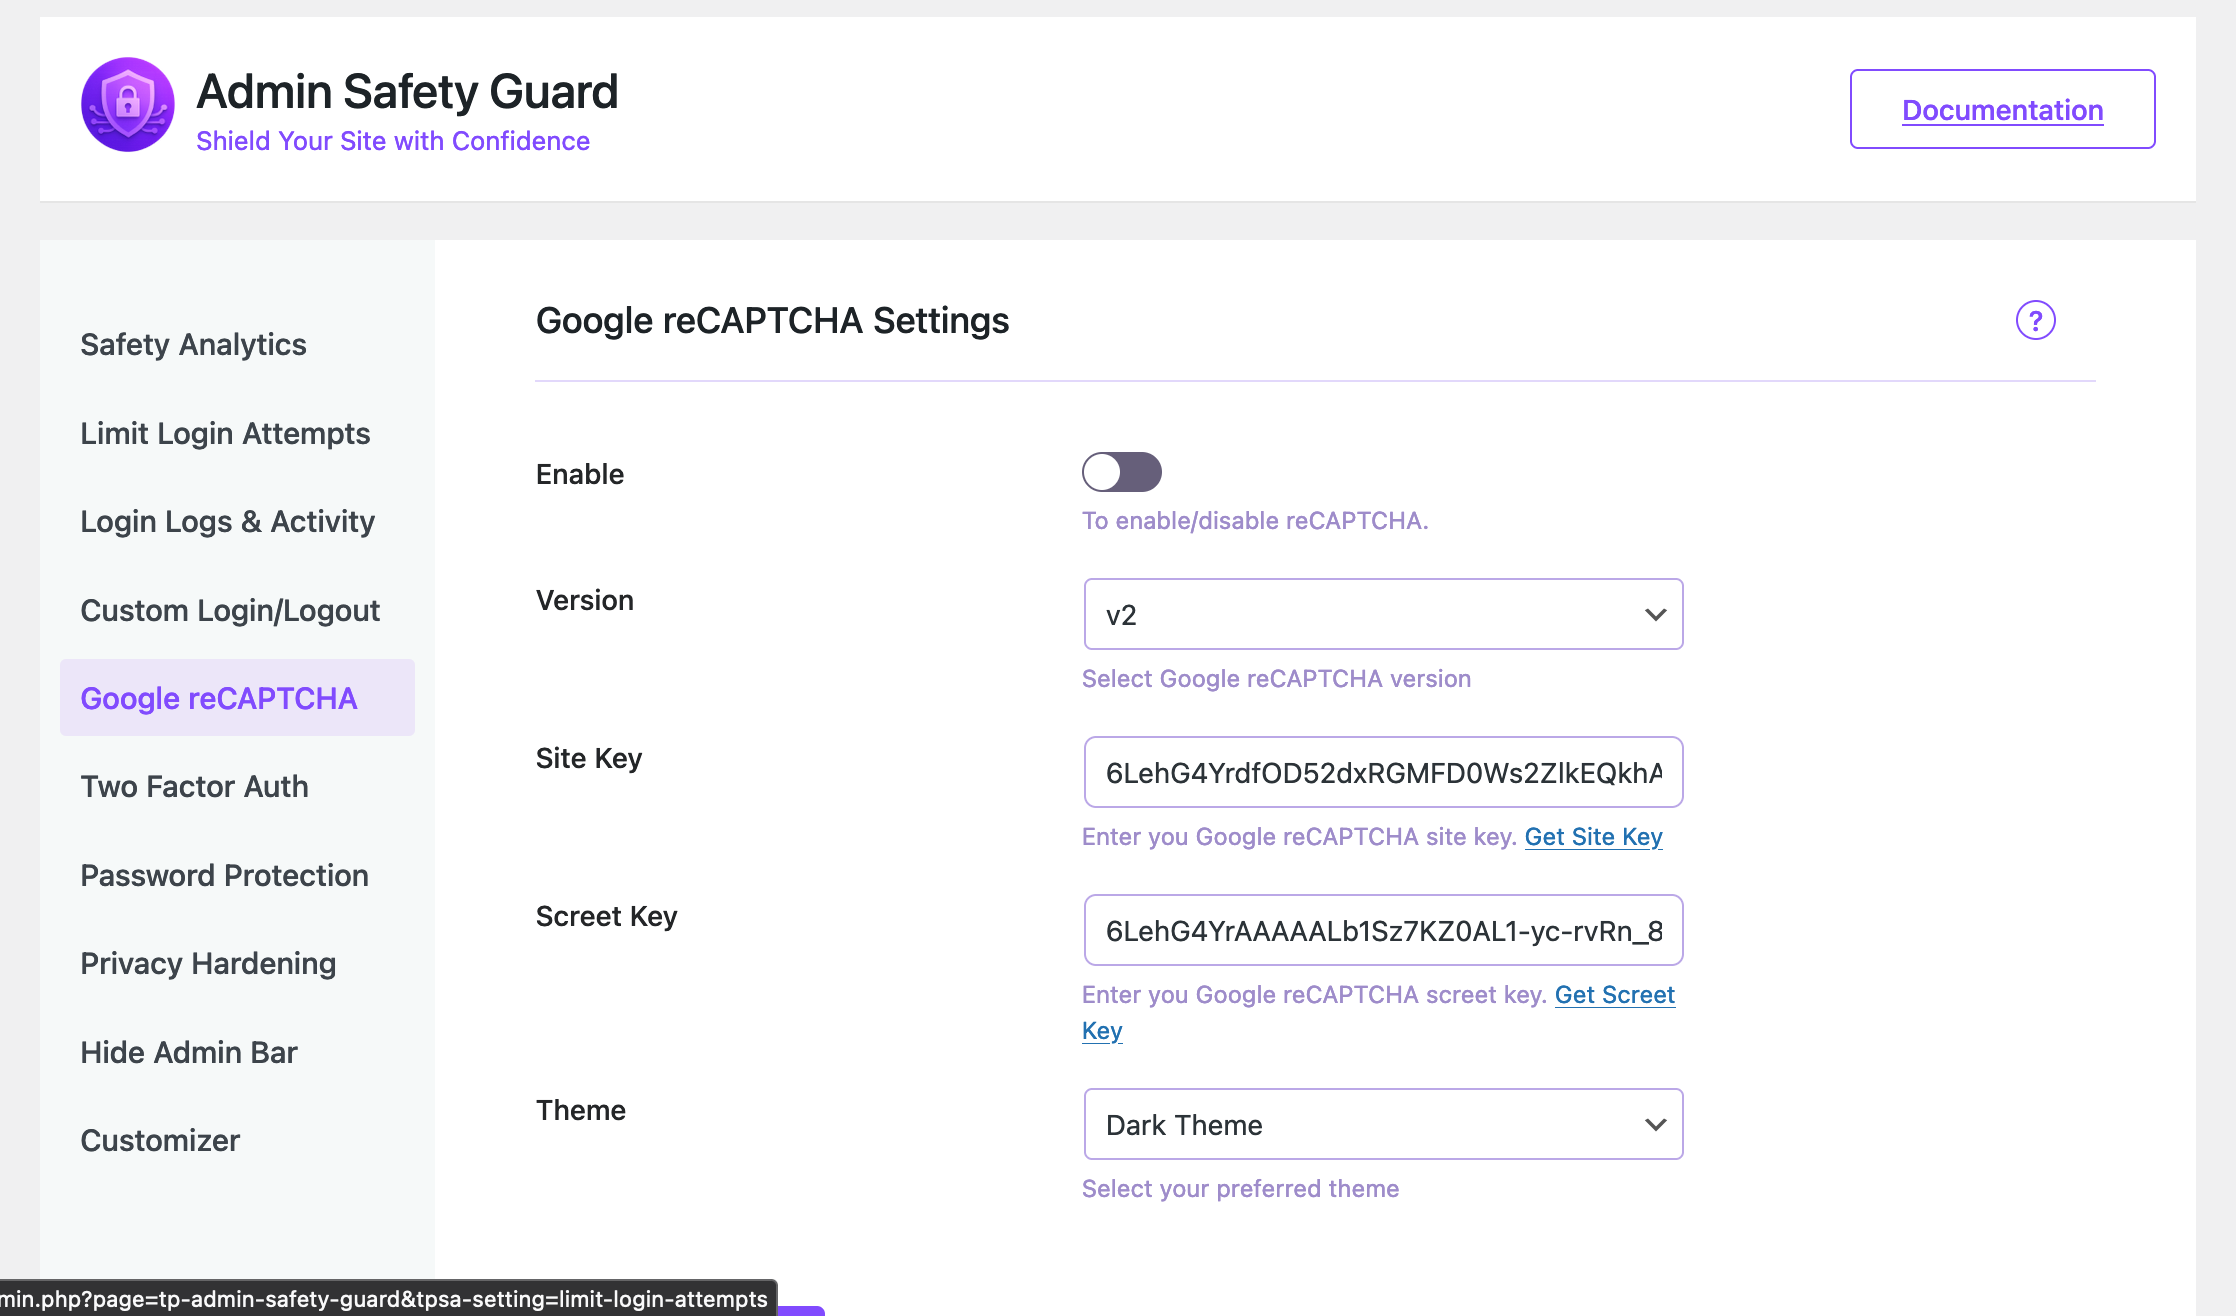 Admin Safety Guard
Shield Your Site with Confidence
Documentation
Safety Analytics
Limit Login Attempts
Login Logs & Activity
Custom Login/Logout
Google reCAPTCHA
Two Factor Auth
Password Protection
Privacy Hardening
Hide Admin Bar
Customizer
Google reCAPTCHA Settings
?
Enable
To enable/disable reCAPTCHA.
Version
v2
Select Google reCAPTCHA version
Site Key
6LehG4YrdfOD52dxRGMFD0Ws2ZlkEQkhA
Enter you Google reCAPTCHA site key. Get Site Key
Screet Key
6LehG4YrAAAAALb1Sz7KZ0AL1-yc-rvRn_8
Enter you Google reCAPTCHA screet key. Get Screet
Key
Theme
Dark Theme
Select your preferred theme
min.php?page=tp-admin-safety-guard&tpsa-setting=limit-login-attempts